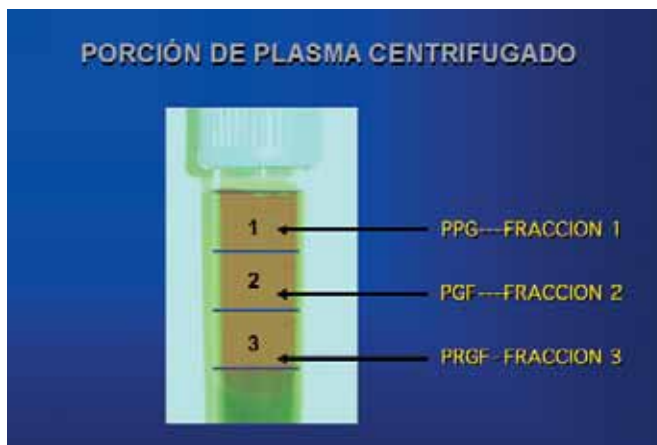 PORCIÓN DE PLASMA CENTRIFUGADO
1 PPG---FRACCION 1
2 PGF----FRACCION 2
3 PRGF-FRACCION 3